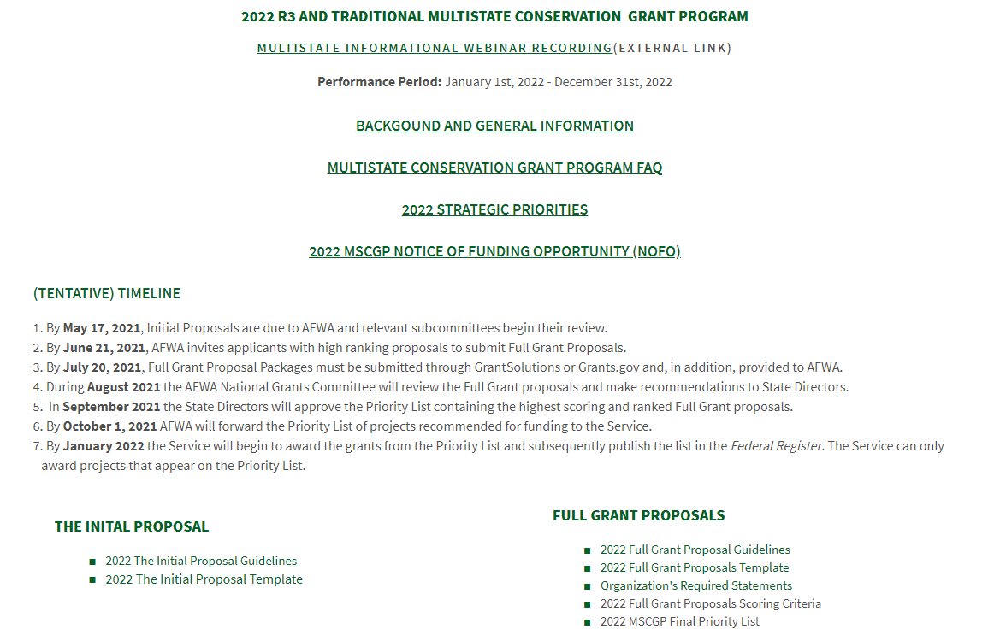 2022 R3 AND TRADITIONAL MULTISTATE CONSERVATION  GRANT PROGRAM
MULTISTATE INFORMATIONAL WEBINAR RECORDING(EXTERNAL LINK)
Performance Period: January 1st, 2022 - December 31st, 2022
BACKGOUND AND GENERAL INFORMATION
MULTISTATE CONSERVATION GRANT PROGRAM FAQ
2022 STRATEGIC PRIORITIES
2022 MSCGP NOTICE OF FUNDING OPPORTUNITY (NOFO)
(TENTATIVE) TIMELINE
1. By May 17, 2021, Initial Proposals are due to AFWA and relevant subcommittees begin their review.
2. By June 21, 2021, AFWA invites applicants with high ranking proposals to submit Full Grant Proposals.
3. By July 20, 2021, Full Grant Proposal Packages must be submitted through GrantSolutions or Grants.gov and, in addition, provided to AFWA.
4. During August 2021 the AFWA National Grants Committee will review the Full Grant proposals and make recommendations to State Directors.
5.  In September 2021 the State Directors will approve the Priority List containing the highest scoring and ranked Full Grant proposals.
6. By October 1, 2021 AFWA will forward the Priority List of projects recommended for funding to the Service.
7. By January 2022 the Service will begin to award the grants from the Priority List and subsequently publish the list in the Federal Register. The Service can only
award projects that appear on the Priority List.
THE INITAL PROPOSAL
■ 2022 The Initial Proposal Guidelines
■ 2022 The Initial Proposal Template
FULL GRANT PROPOSALS
■ 2022 Full Grant Proposal Guidelines
■ 2022 Full Grant Proposals Template
■ Organization's Required Statements
■ 2022 Full Grant Proposals Scoring Criteria
■ 2022 MSCGP Final Priority List